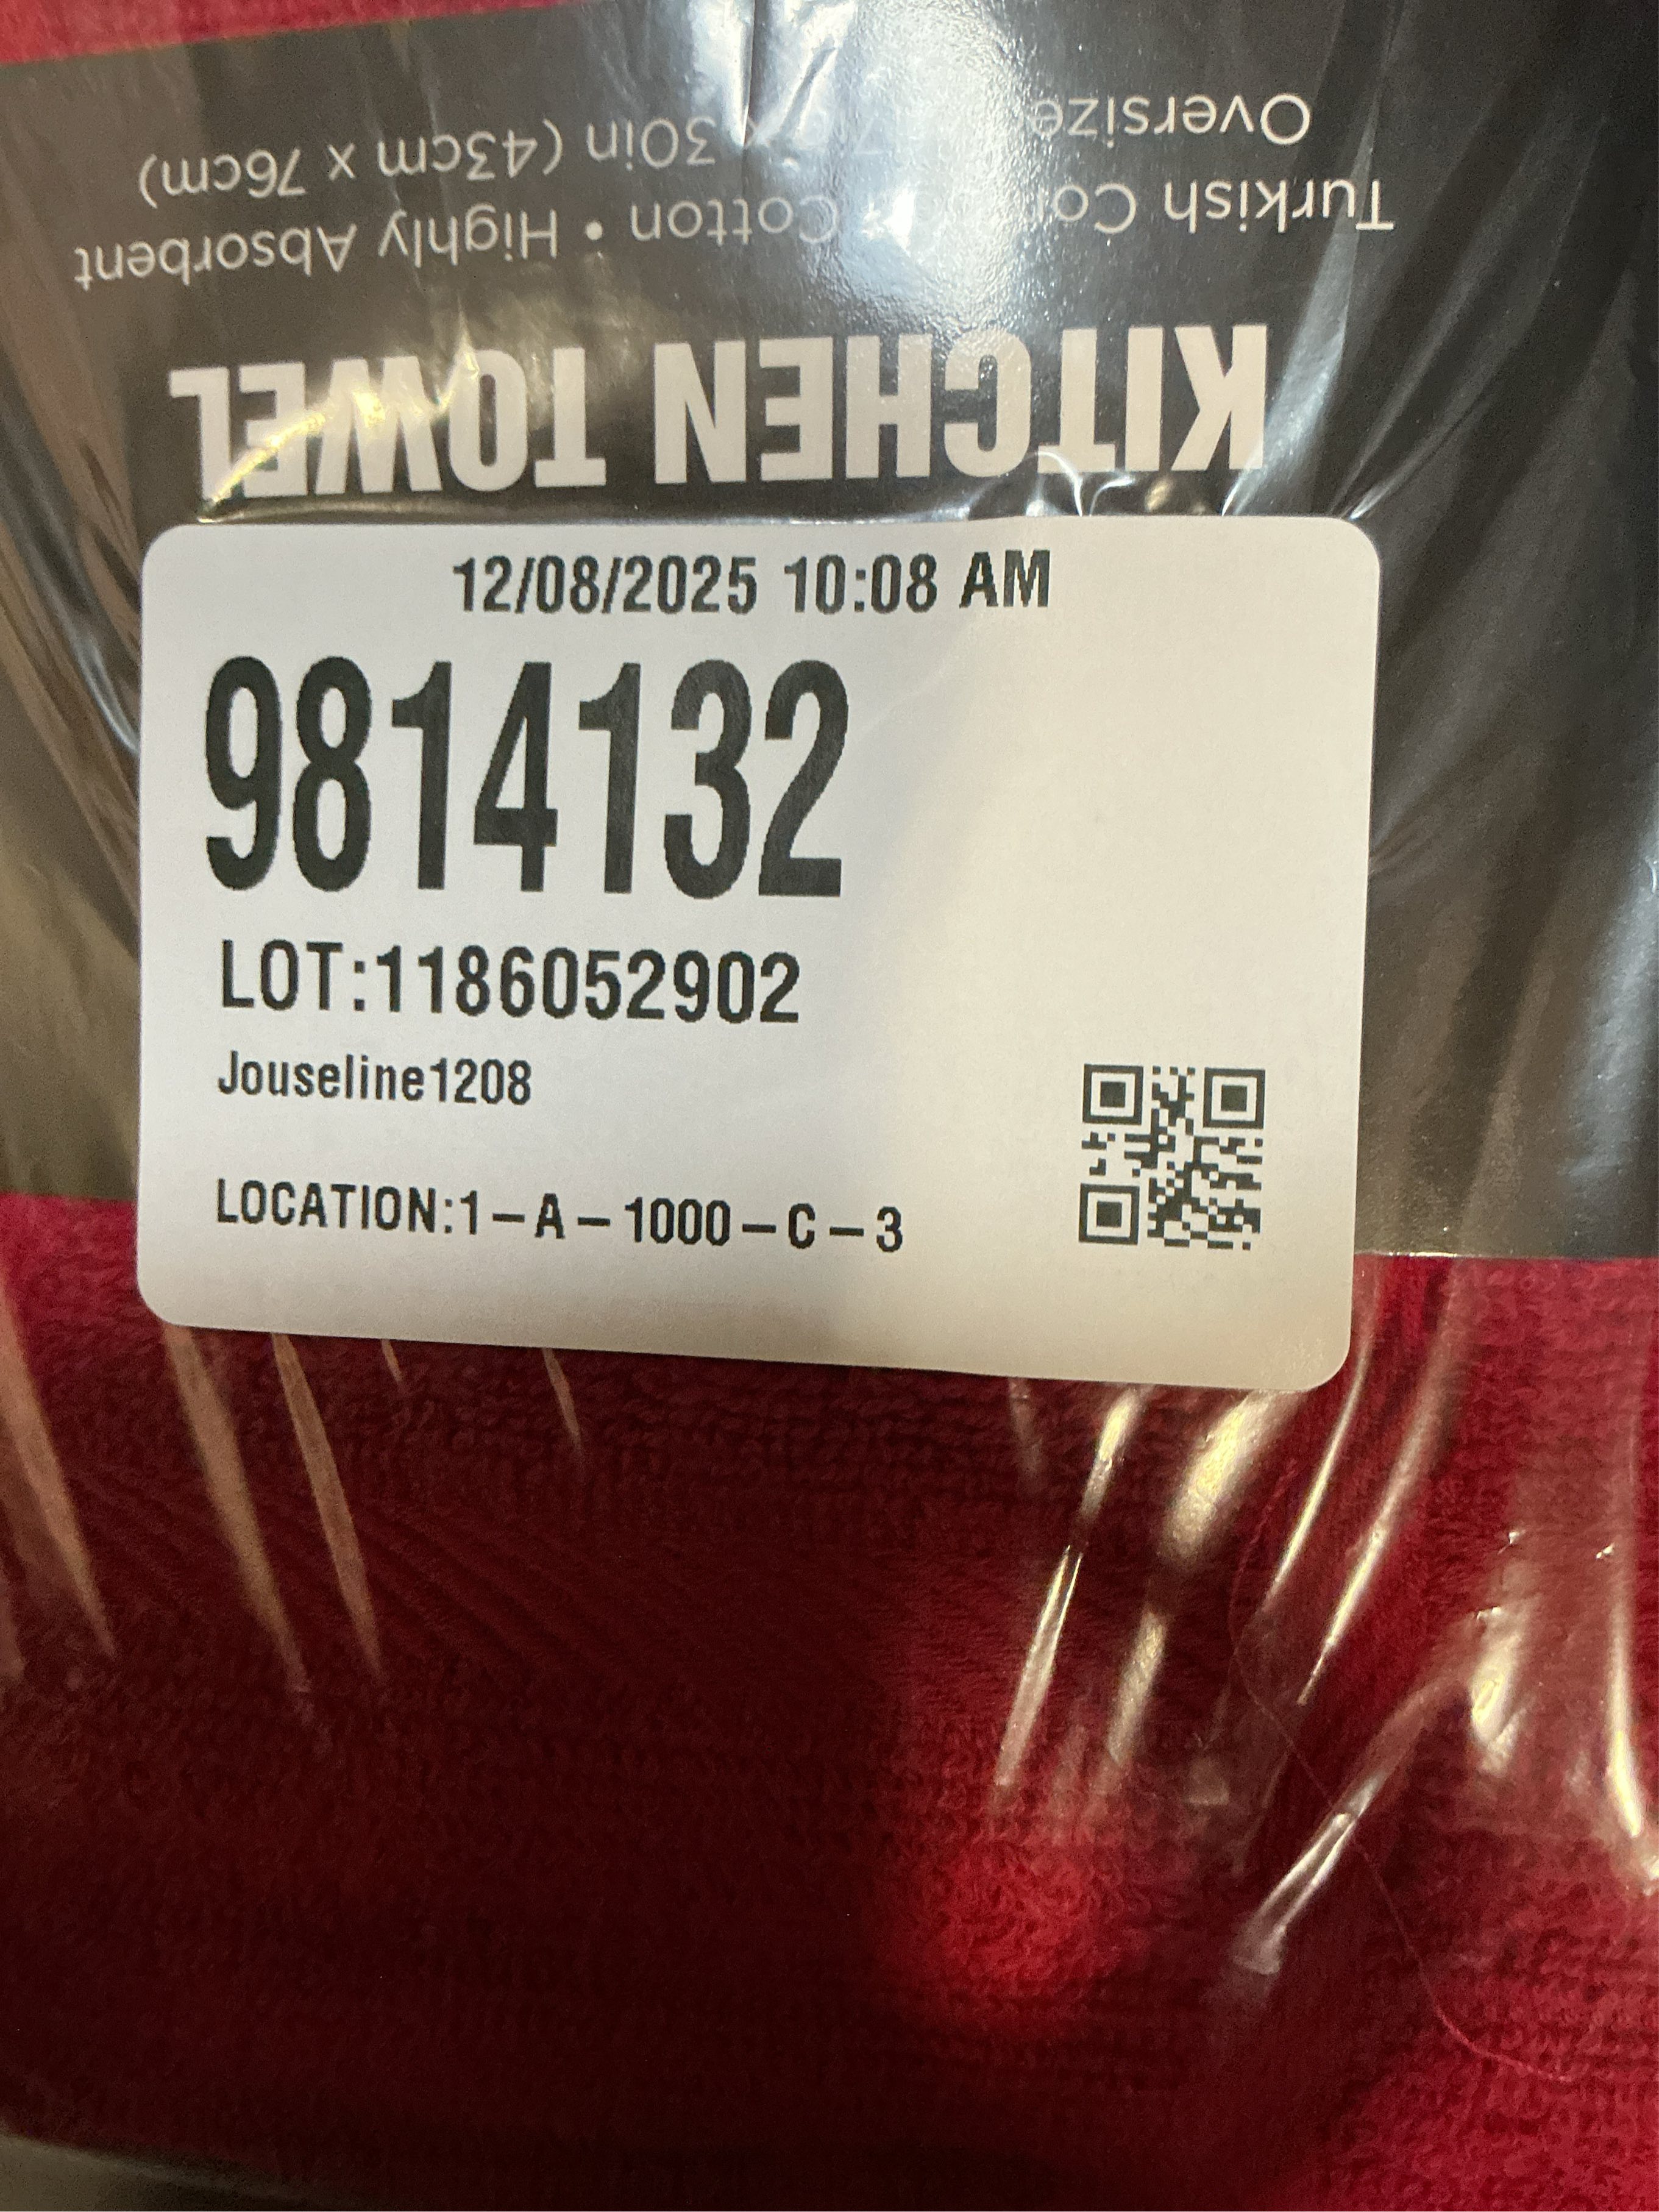 12/08/2025 10:08 AM
9814132
LOT:1186052902
Jouseline1208
LOCATION:1-A-1000-C-3
KITCHEN TOWEL
Turkish Cotton • Highly Absorbent
Oversize 30in (43cm x 76cm)